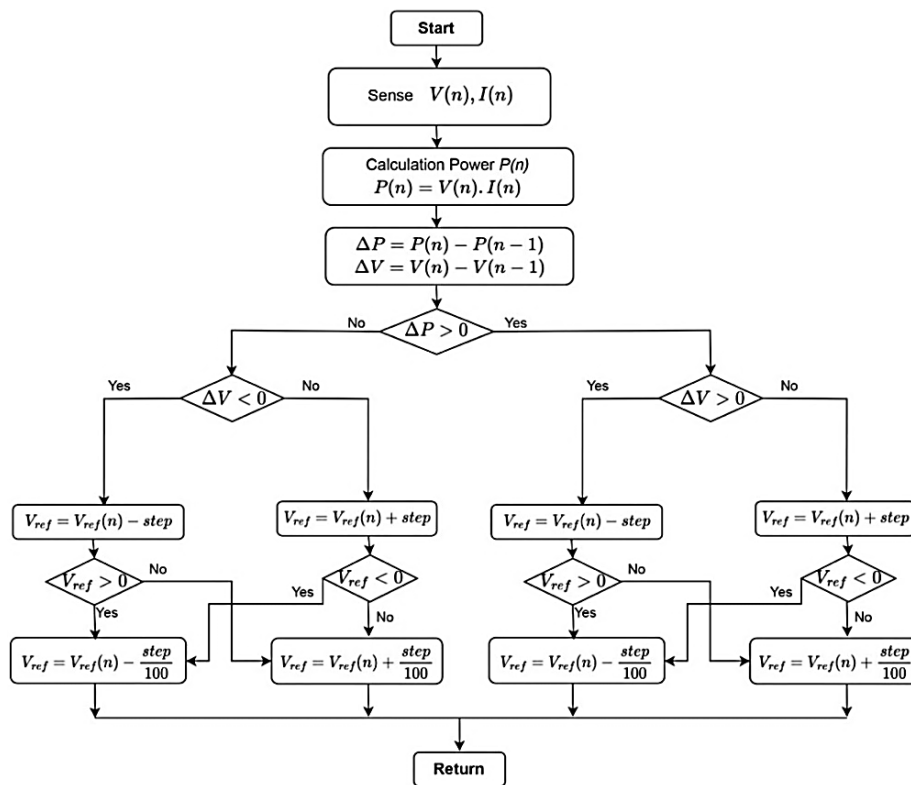 Start
Sense V(n), I(n)
Calculation Power P(n)
P(n) = V(n). I(n)
ΔP = P(n) − P(n − 1)
ΔV = V(n) − V(n − 1)
No
ΔP > 0
Yes
Yes
ΔV < 0
No
Yes
ΔV > 0
No
V_ref = V_ref(n) − step
V_ref = V_ref(n) + step
V_ref = V_ref(n) − step
V_ref = V_ref(n) + step
V_ref > 0
No
Yes
V_ref < 0
V_ref > 0
No
Yes
V_ref < 0
Yes
No
Yes
No
V_ref = V_ref(n) − step/100
V_ref = V_ref(n) + step/100
V_ref = V_ref(n) − step/100
V_ref = V_ref(n) + step/100
Return